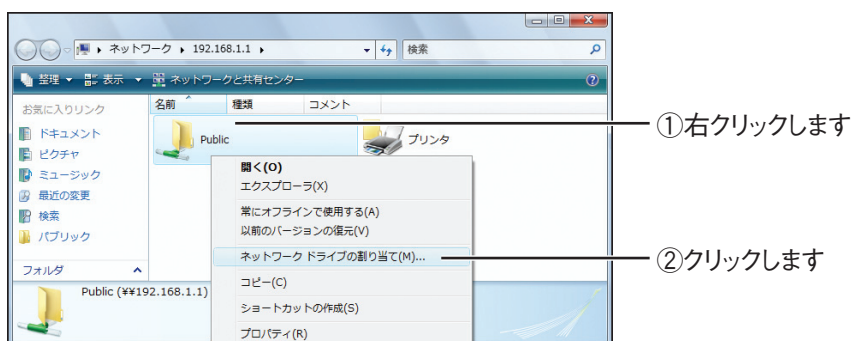 ネットワーク 192.168.1.1 検索
整理 表示 ネットワークと共有センター
お気に入りリンク
ドキュメント
ピクチャ
ミュージック
最近の変更
検索
パブリック
フォルダ
名前 種類 コメント
Public プリンタ
開く(O)
エクスプローラ(X)
常にオフラインで使用する(A)
以前のバージョンの復元(V)
ネットワーク ドライブの割り当て(M)...
コピー(C)
ショートカットの作成(S)
プロパティ(R)
Public (¥¥192.168.1.1)
①右クリックします
②クリックします